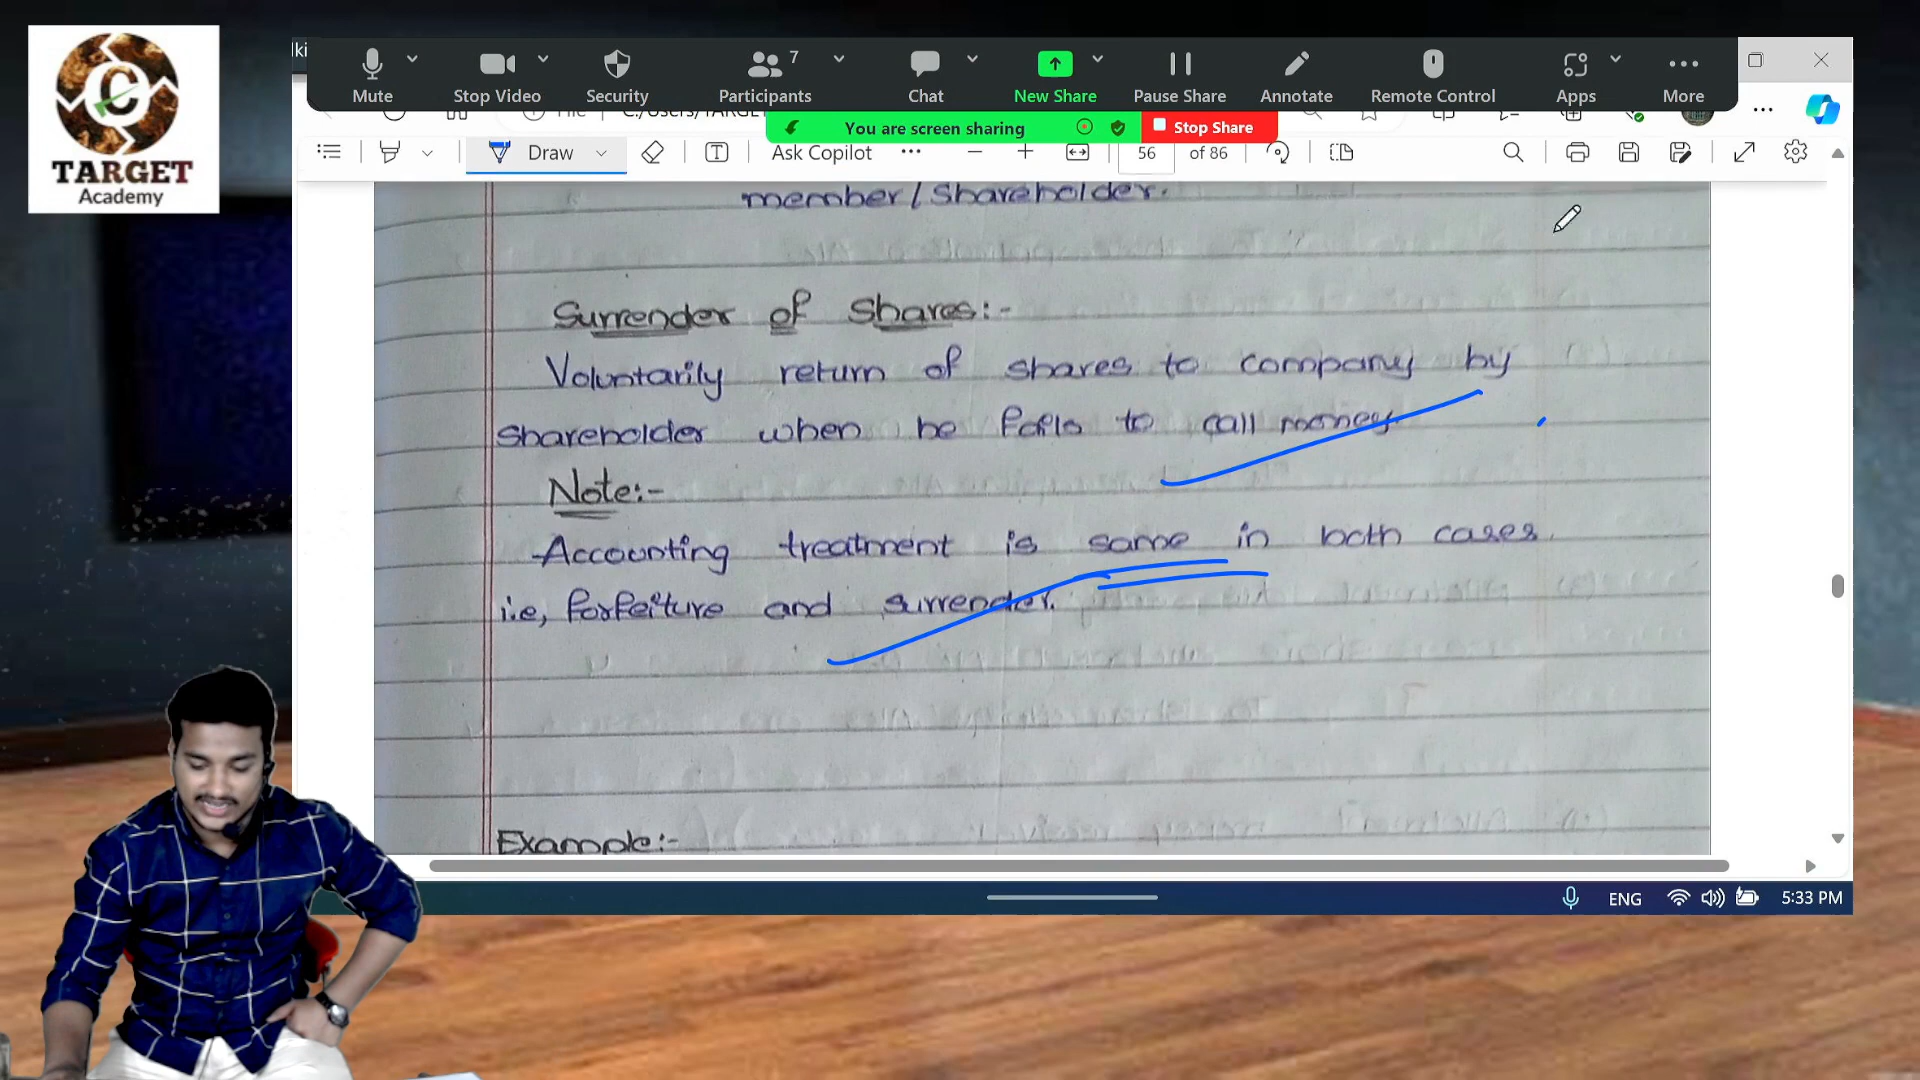 TARGET
Academy
lki
Mute
Stop Video
Security
Participants
7
Chat
New Share
Pause Share
Annotate
Remote Control
Apps
More
You are screen sharing
Stop Share
Draw
Ask Copilot
56
of 86
member/Shareholder.
Surrender of Shares:-
Voluntarily return of shares to company by
shareholder when he fails to call money
Note:-
Accounting treatment is same in both cases.
i.e, forfeiture and surrender.
Example:-
ENG
5:33 PM